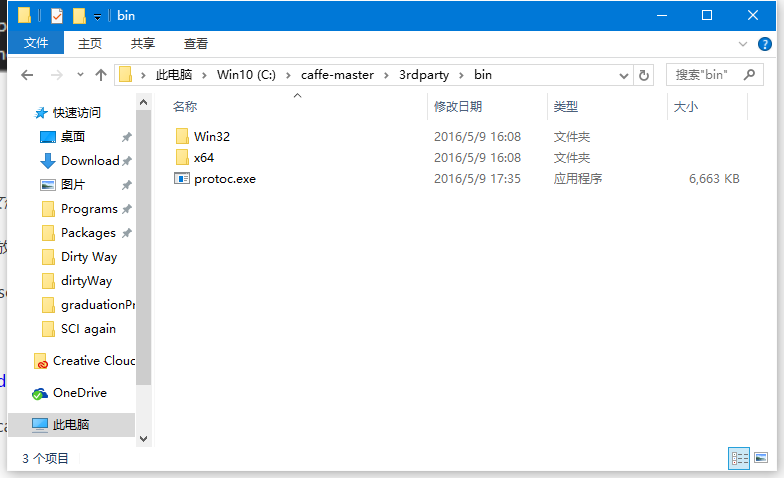 bin
文件 主页 共享 查看
此电脑 Win10 (C:) caffe-master 3rdparty bin 搜索"bin"
快速访问
桌面
Download
图片
Programs
Packages
Dirty Way
dirtyWay
graduationPr
SCI again
Creative Cloud
OneDrive
此电脑
名称 修改日期 类型 大小
Win32 2016/5/9 16:08 文件夹
x64 2016/5/9 16:08 文件夹
protoc.exe 2016/5/9 17:35 应用程序 6,663 KB
3 个项目